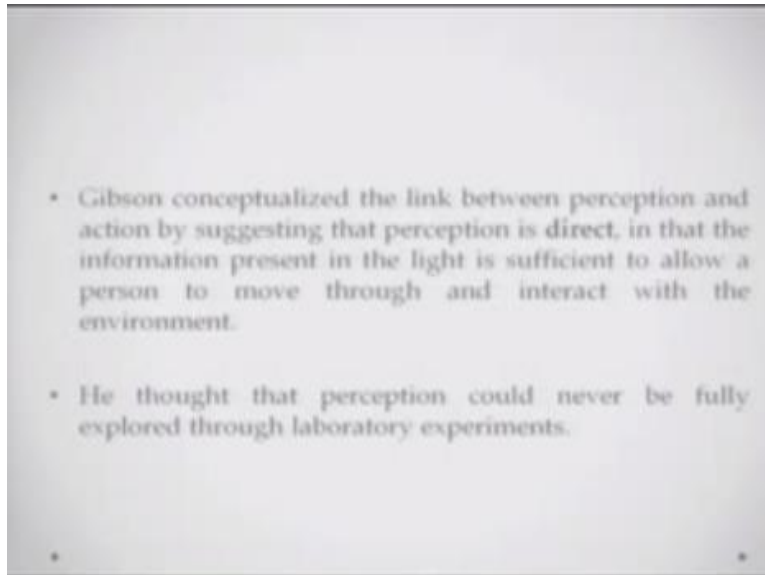 • Gibson conceptualized the link between perception and
action by suggesting that perception is direct, in that the
information present in the light is sufficient to allow a
person to move through and interact with the
environment.
• He thought that perception could never be fully
explored through laboratory experiments.